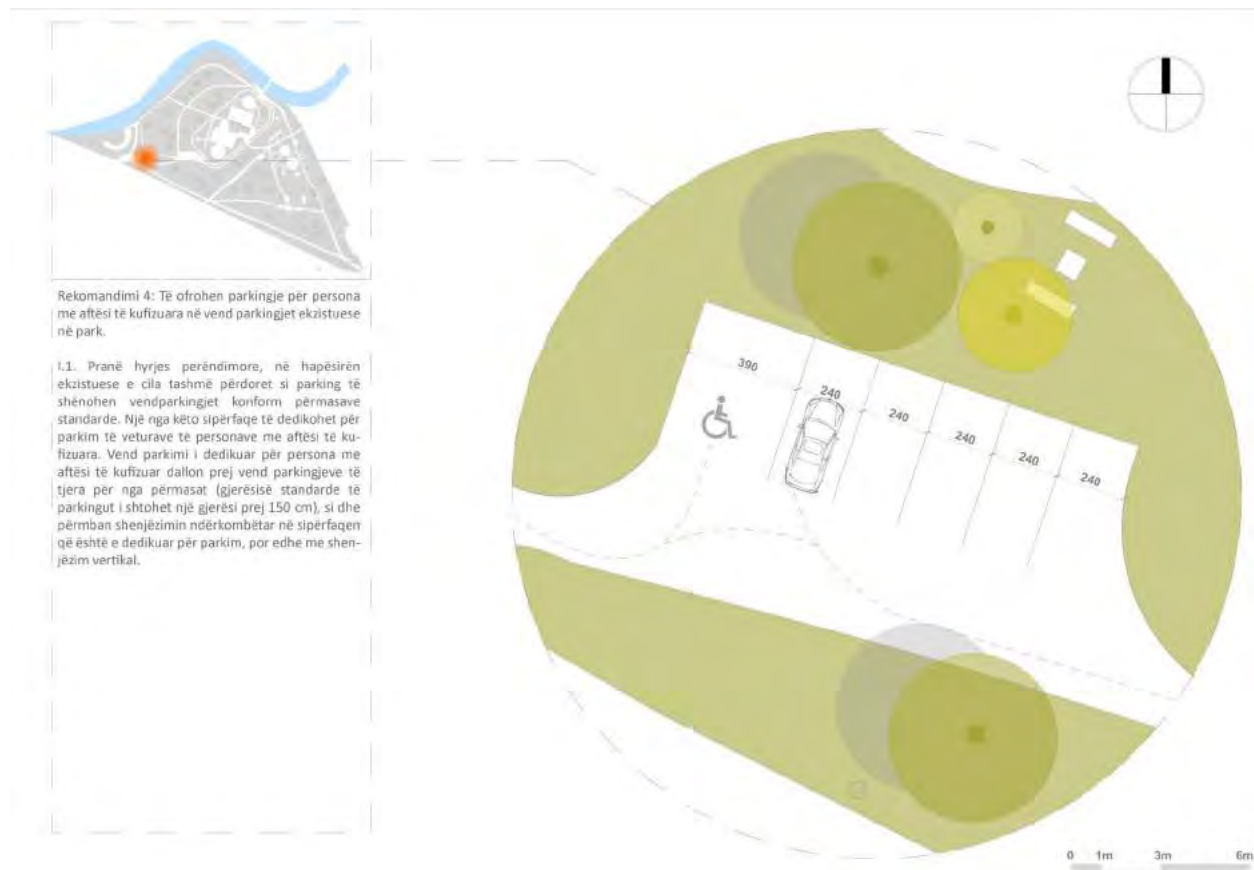 Rekomandimi 4: Të ofrohen parkingje për persona
me aftësi të kufizuara në vend parkingjet ekzistuese
në park.
I.1. Pranë hyrjes perëndimore, në hapësirën
ekzistuese e cila tashmë përdoret si parking të
shënohen vendparkingjet konform përmasave
standarde. Një nga këto sipërfaqe të dedikohet për
parkim të veturave të personave me aftësi të ku-
fizuara. Vend parkimi i dedikuar për persona me
aftësi të kufizuar dallon prej vend parkingjeve të
tjera për nga përmasat (gjerësisë standarde të
parkingut i shtohet një gjerësi prej 150 cm), si dhe
përmban shenjëzimin ndërkombëtar në sipërfaqen
që është e dedikuar për parkim, por edhe me shen-
jëzim vertikal.
390
240
240
240
240
240
0 1m 3m 6m